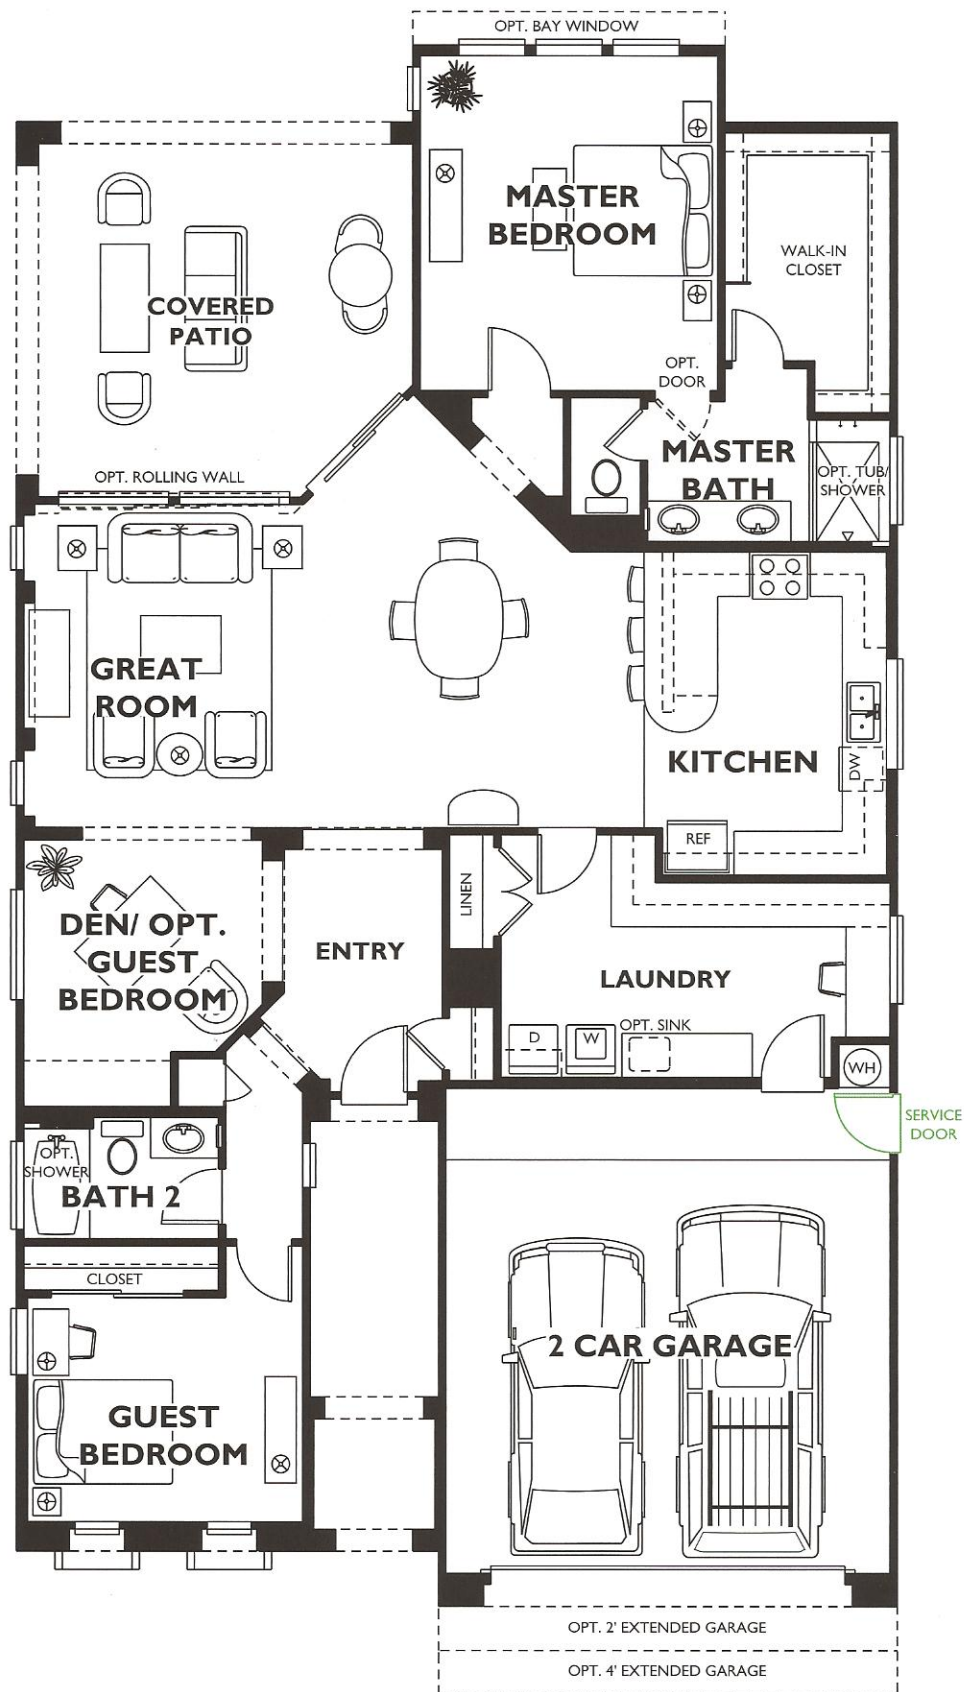 OPT. BAY WINDOW
MASTER
BEDROOM
WALK-IN
CLOSET
COVERED
PATIO
OPT.
DOOR
MASTER
BATH
OPT. TUB/
SHOWER
OPT. ROLLING WALL
GREAT
ROOM
KITCHEN
DW
REF
LINEN
DEN/ OPT.
GUEST
BEDROOM
ENTRY
LAUNDRY
OPT. SINK
D
W
WH
SERVICE
DOOR
OPT.
SHOWER
BATH 2
CLOSET
2 CAR GARAGE
GUEST
BEDROOM
OPT. 2' EXTENDED GARAGE
OPT. 4' EXTENDED GARAGE